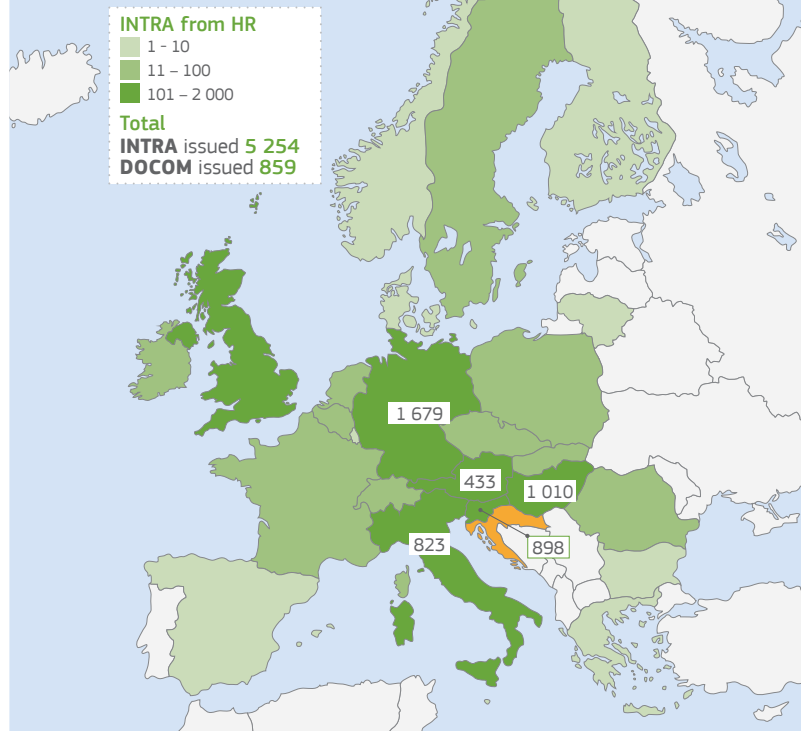 INTRA from HR
1 - 10
11 – 100
101 – 2 000
Total
INTRA issued 5 254
DOCOM issued 859
1 679
433
1 010
823
898